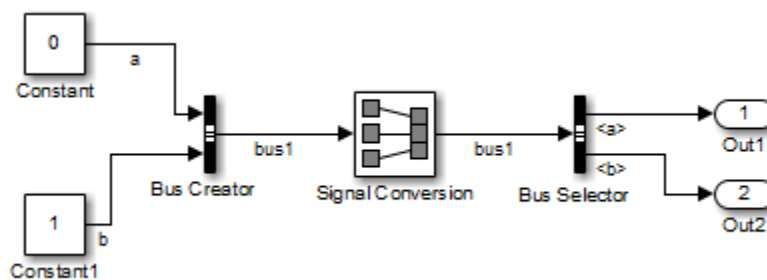 0
a
Constant
1
b
Constant1
Bus Creator
bus1
Signal Conversion
bus1
Bus Selector
<a>
<b>
1
Out1
2
Out2